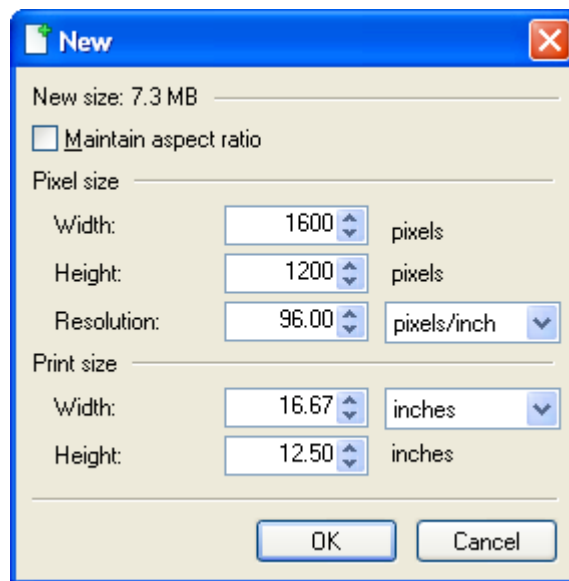 New
New size: 7.3 MB
Maintain aspect ratio
Pixel size
Width: 1600 pixels
Height: 1200 pixels
Resolution: 96.00 pixels/inch
Print size
Width: 16.67 inches
Height: 12.50 inches
OK Cancel